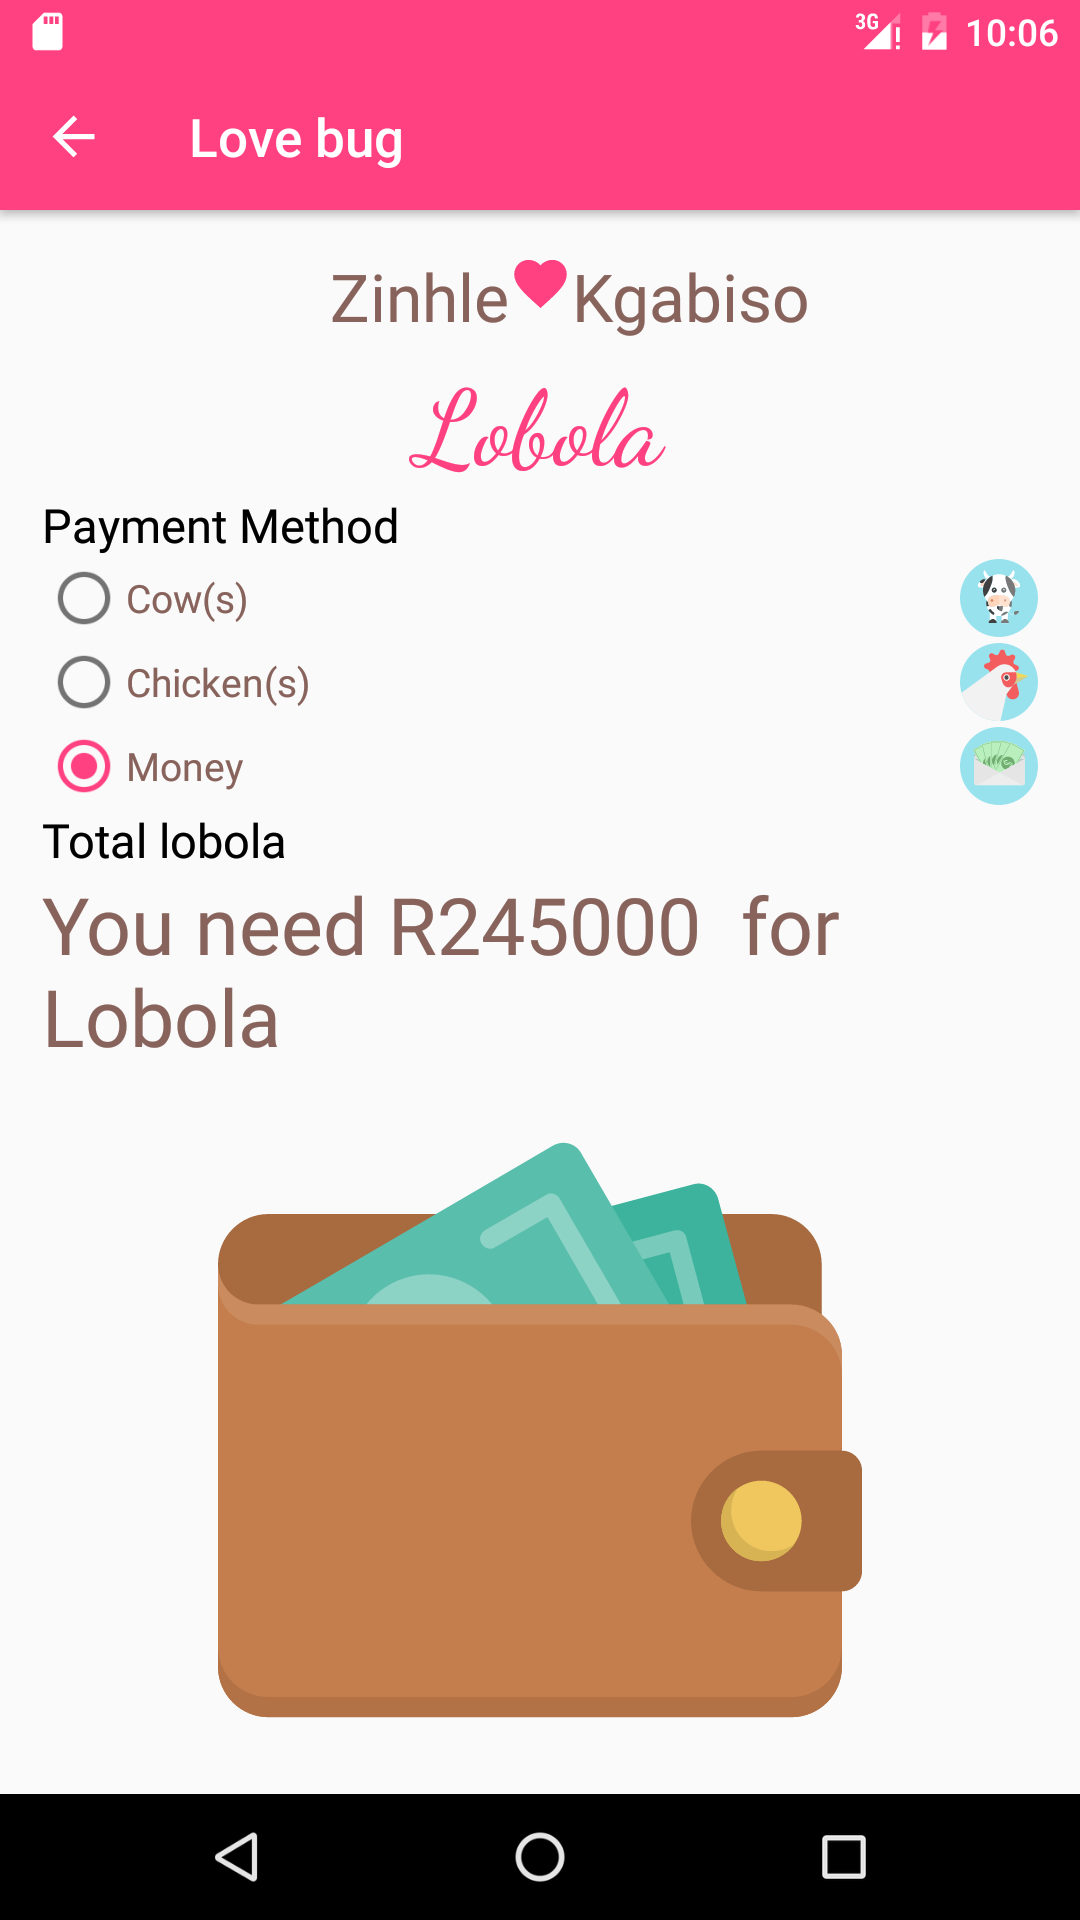 3G 10:06
Love bug
Zinhle Kgabiso
Lobola
Payment Method
Cow(s)
Chicken(s)
Money
Total lobola
You need R245000  for
Lobola